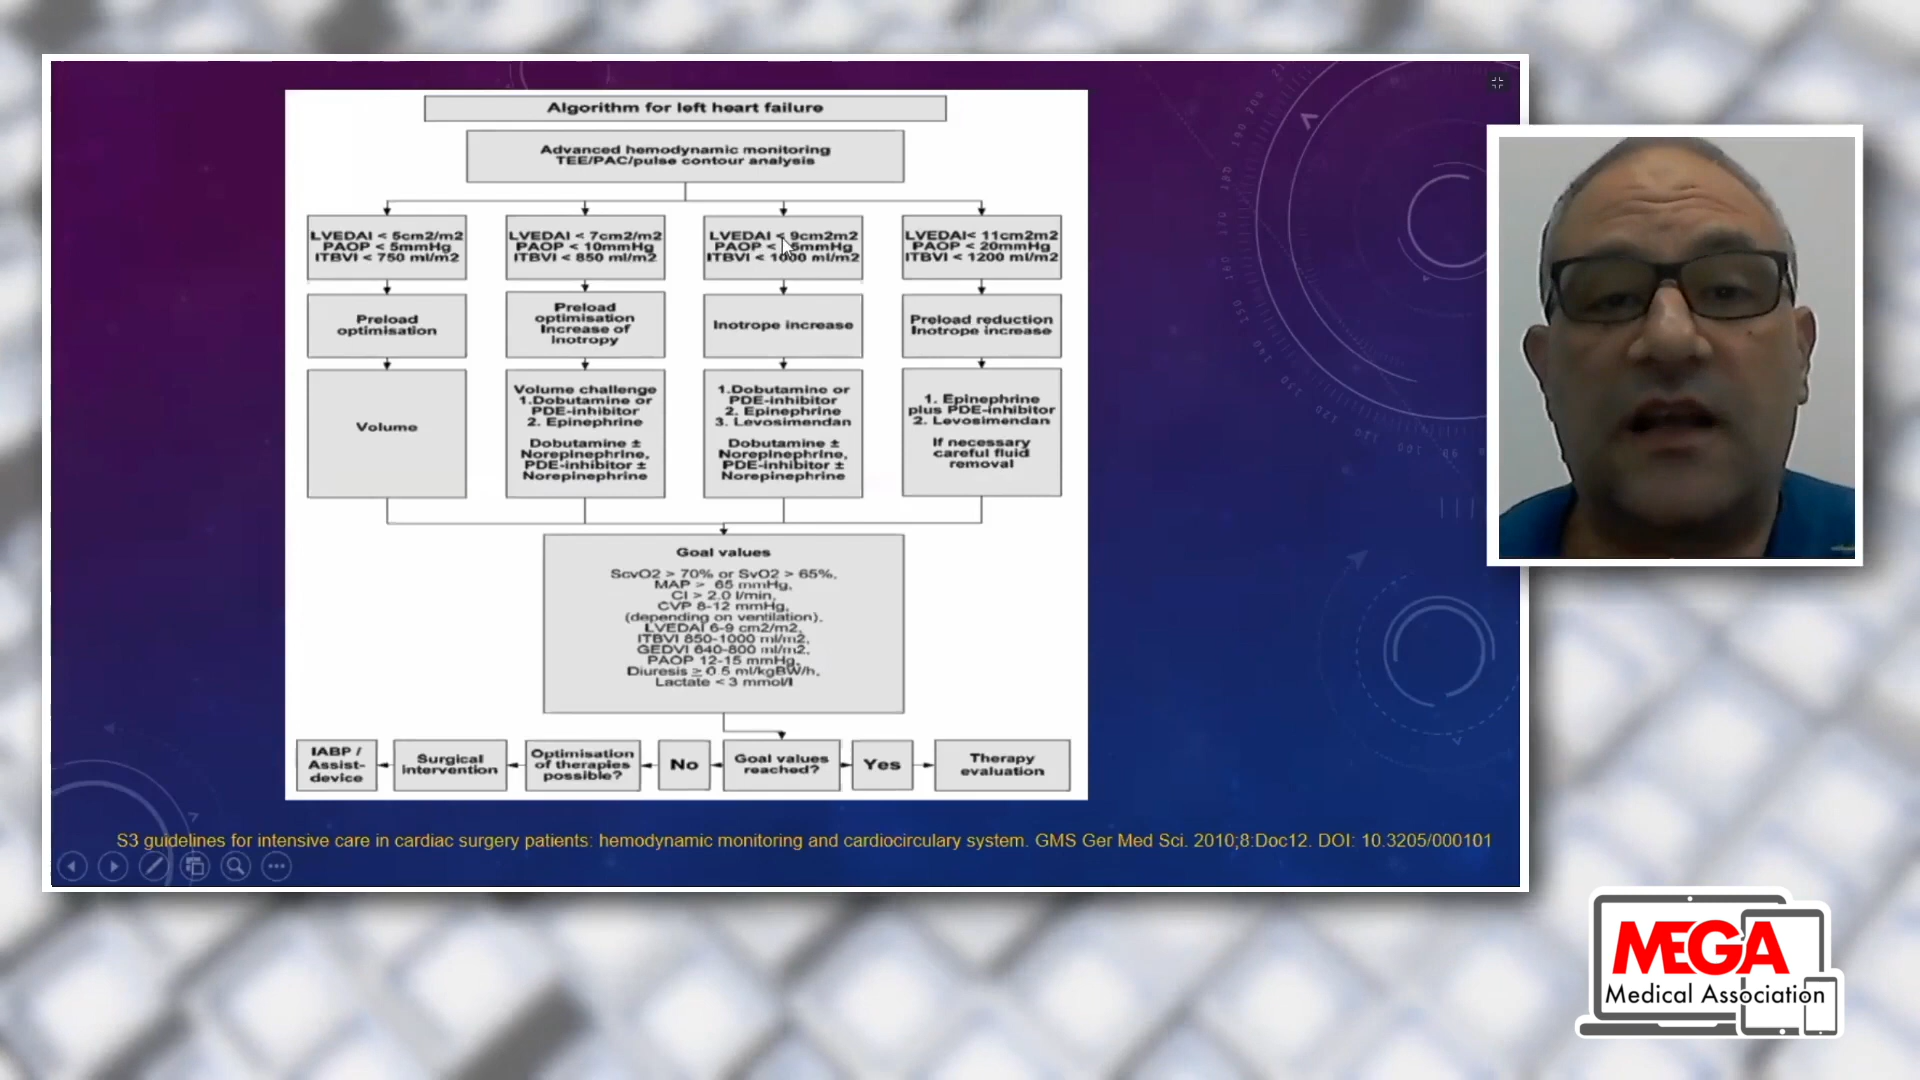 Algorithm for left heart failure
Advanced hemodynamic monitoring
TEE/PAC/pulse contour analysis
LVEDAI < 5cm2/m2
PAOP < 5mmHg
ITBVI < 750 ml/m2
Preload
optimisation
Volume
LVEDAI < 7cm2/m2
PAOP < 10mmHg
ITBVI < 850 ml/m2
Preload
optimisation
Increase of
Inotropy
Volume challenge
1.Dobutamine or
PDE-inhibitor
2. Epinephrine
Dobutamine ±
Norepinephrine,
PDE-inhibitor ±
Norepinephrine
LVEDAI < 9cm2m2
PAOP < 5mmHg
ITBVI < 1000 ml/m2
Inotrope increase
1.Dobutamine or
PDE-inhibitor
2. Epinephrine
3. Levosimendan
Dobutamine ±
Norepinephrine,
PDE-inhibitor ±
Norepinephrine
LVEDAI< 11cm2m2
PAOP < 20mmHg
ITBVI < 1200 ml/m2
Preload reduction
Inotrope increase
1. Epinephrine
plus PDE-inhibitor
2. Levosimendan
If necessary
careful fluid
removal
Goal values
ScvO2 > 70% or SvO2 > 65%,
MAP > 65 mmHg,
CI > 2.0 l/min,
CVP 8-12 mmHg,
(depending on ventilation),
LVEDAI 6-9 cm2/m2,
ITBVI 850-1000 ml/m2,
GEDVI 640-800 ml/m2,
PAOP 12-15 mmHg,
Diuresis ≥ 0.5 ml/kgBW/h,
Lactate < 3 mmol/l
IABP /
Assist-
device
Surgical
intervention
Optimisation
of therapies
possible?
No
Goal values
reached?
Yes
Therapy
evaluation
S3 guidelines for intensive care in cardiac surgery patients: hemodynamic monitoring and cardiocirculary system. GMS Ger Med Sci. 2010;8:Doc12. DOI: 10.3205/000101
MEGA
Medical Association